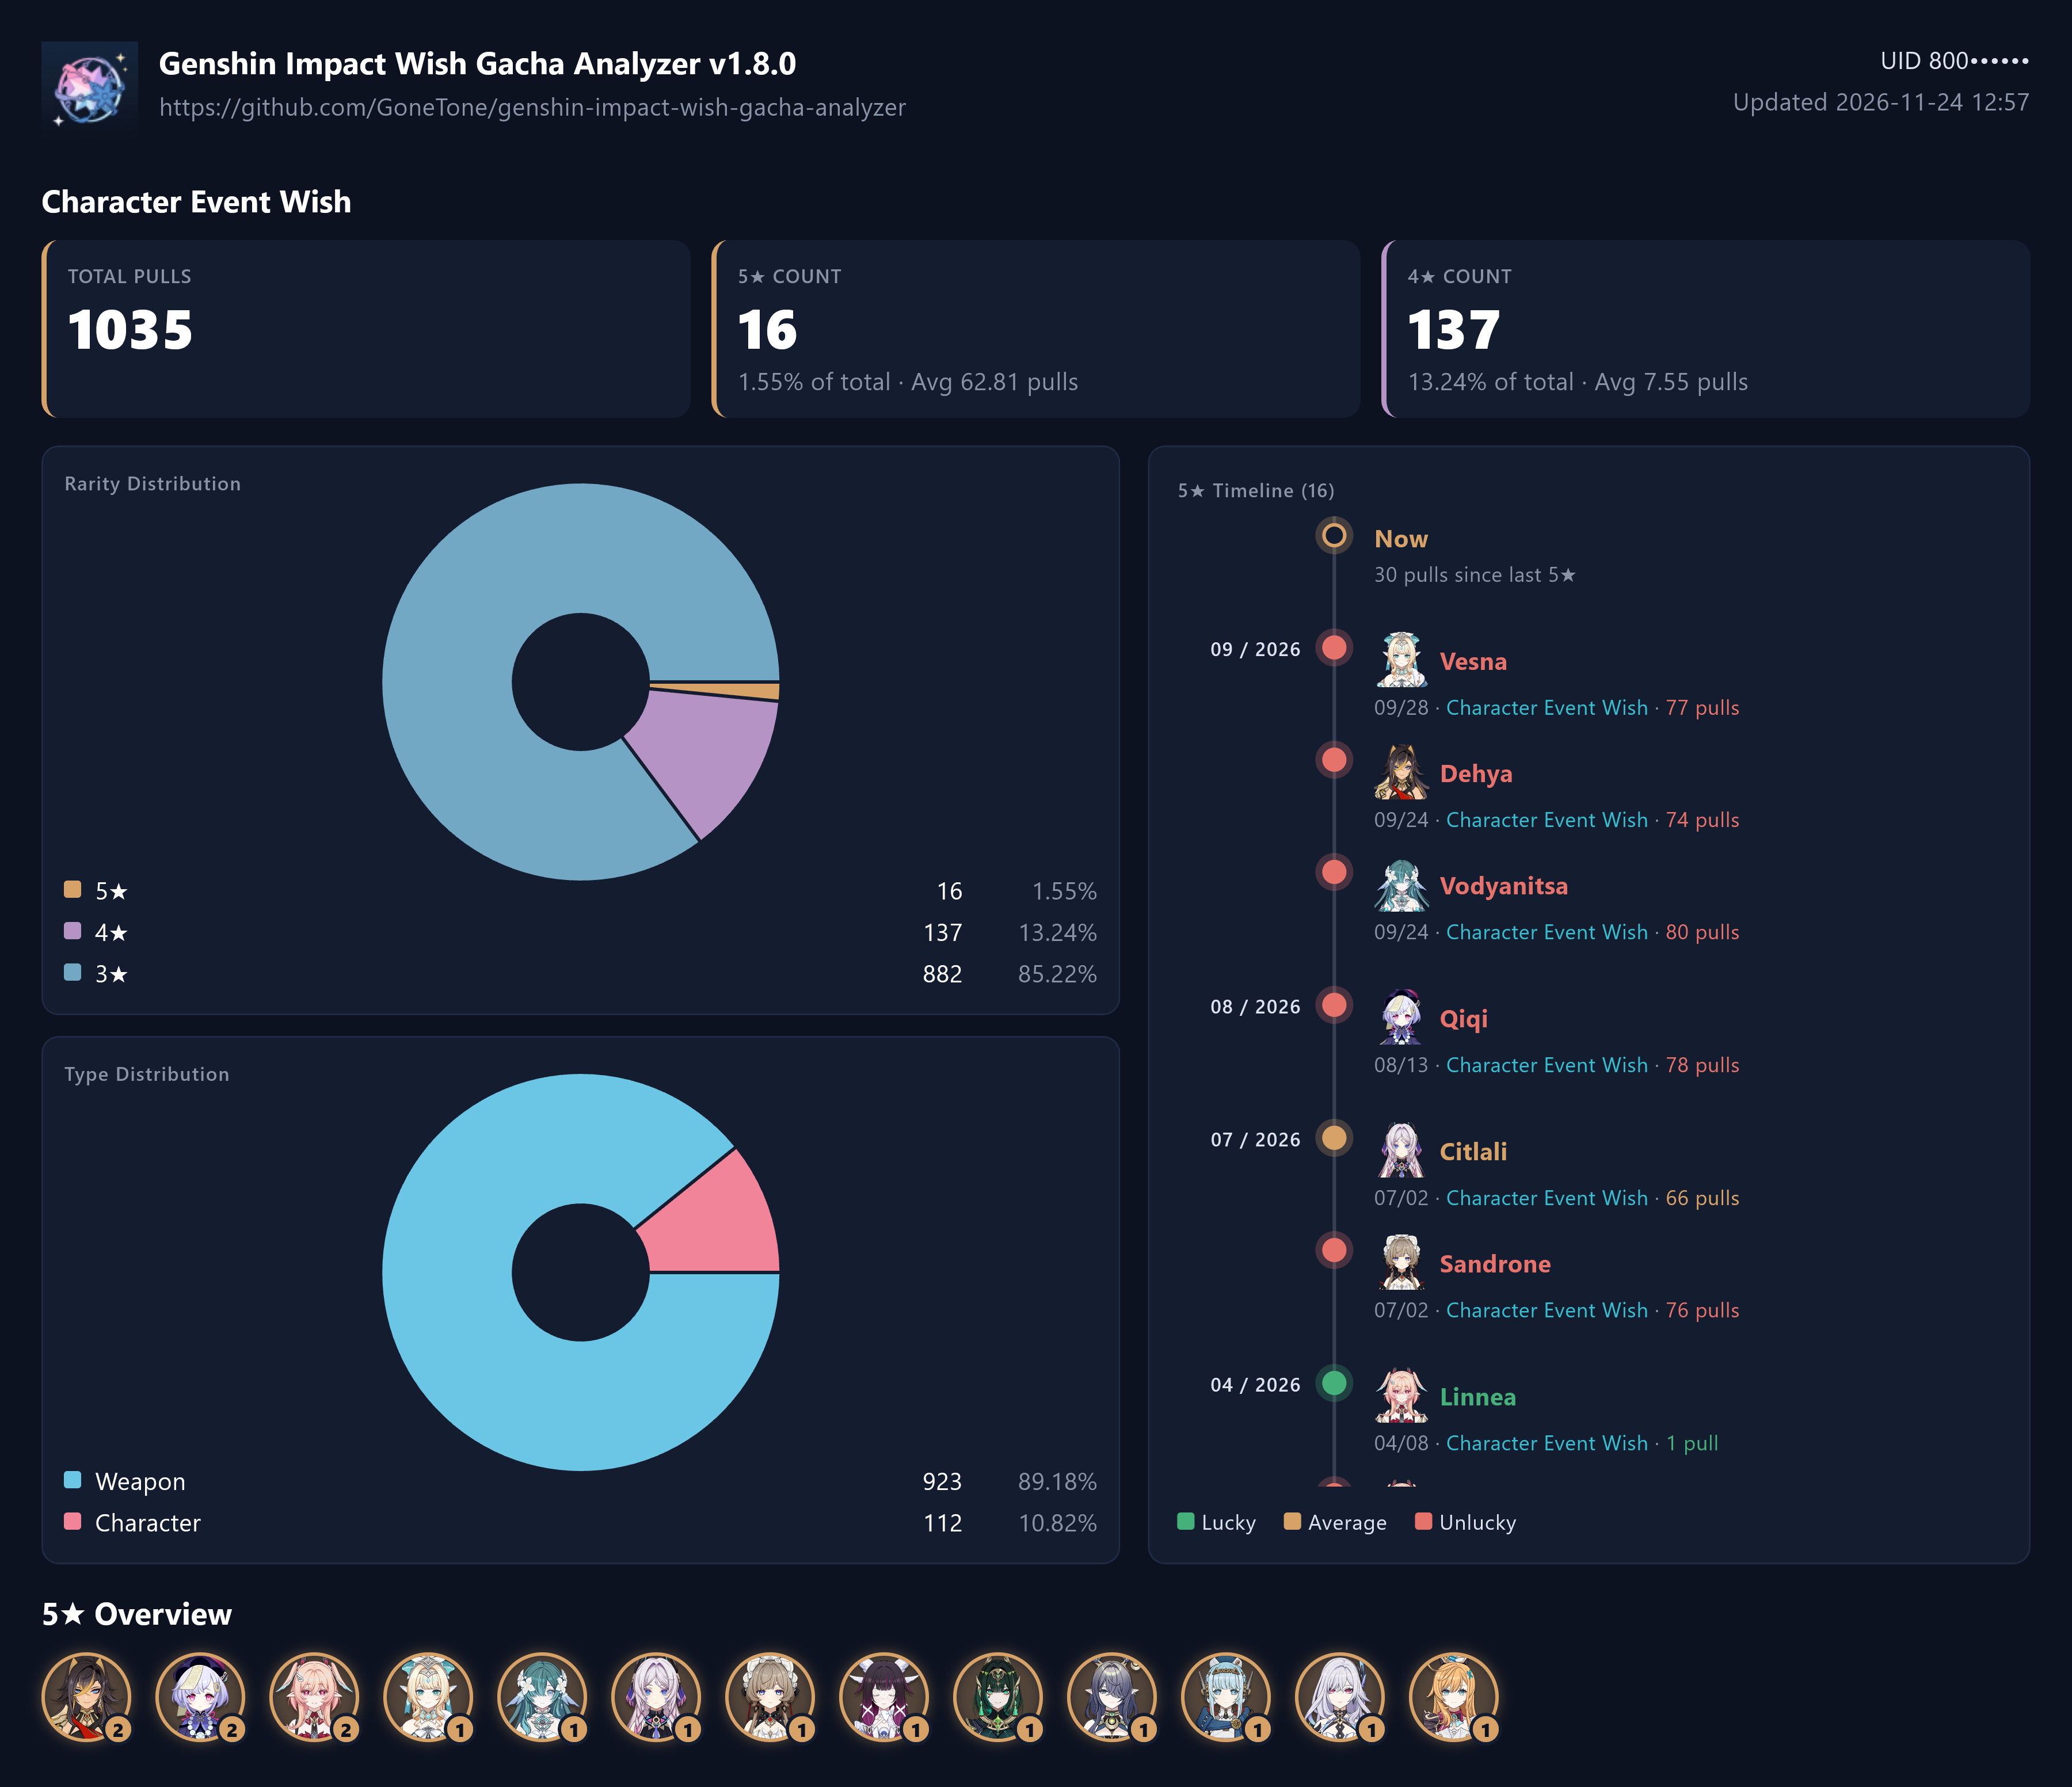 Genshin Impact Wish Gacha Analyzer v1.8.0
https://github.com/GoneTone/genshin-impact-wish-gacha-analyzer
UID 800••••••
Updated 2026-11-24 12:57
Character Event Wish
TOTAL PULLS
1035
5★ COUNT
16
1.55% of total · Avg 62.81 pulls
4★ COUNT
137
13.24% of total · Avg 7.55 pulls
Rarity Distribution
5★ 16 1.55%
4★ 137 13.24%
3★ 882 85.22%
Type Distribution
Weapon 923 89.18%
Character 112 10.82%
5★ Timeline (16)
Now
30 pulls since last 5★
09 / 2026
Vesna
09/28 · Character Event Wish · 77 pulls
Dehya
09/24 · Character Event Wish · 74 pulls
Vodyanitsa
09/24 · Character Event Wish · 80 pulls
08 / 2026
Qiqi
08/13 · Character Event Wish · 78 pulls
07 / 2026
Citlali
07/02 · Character Event Wish · 66 pulls
Sandrone
07/02 · Character Event Wish · 76 pulls
04 / 2026
Linnea
04/08 · Character Event Wish · 1 pull
Lucky Average Unlucky
5★ Overview
2 2 2 1 1 1 1 1 1 1 1 1 1